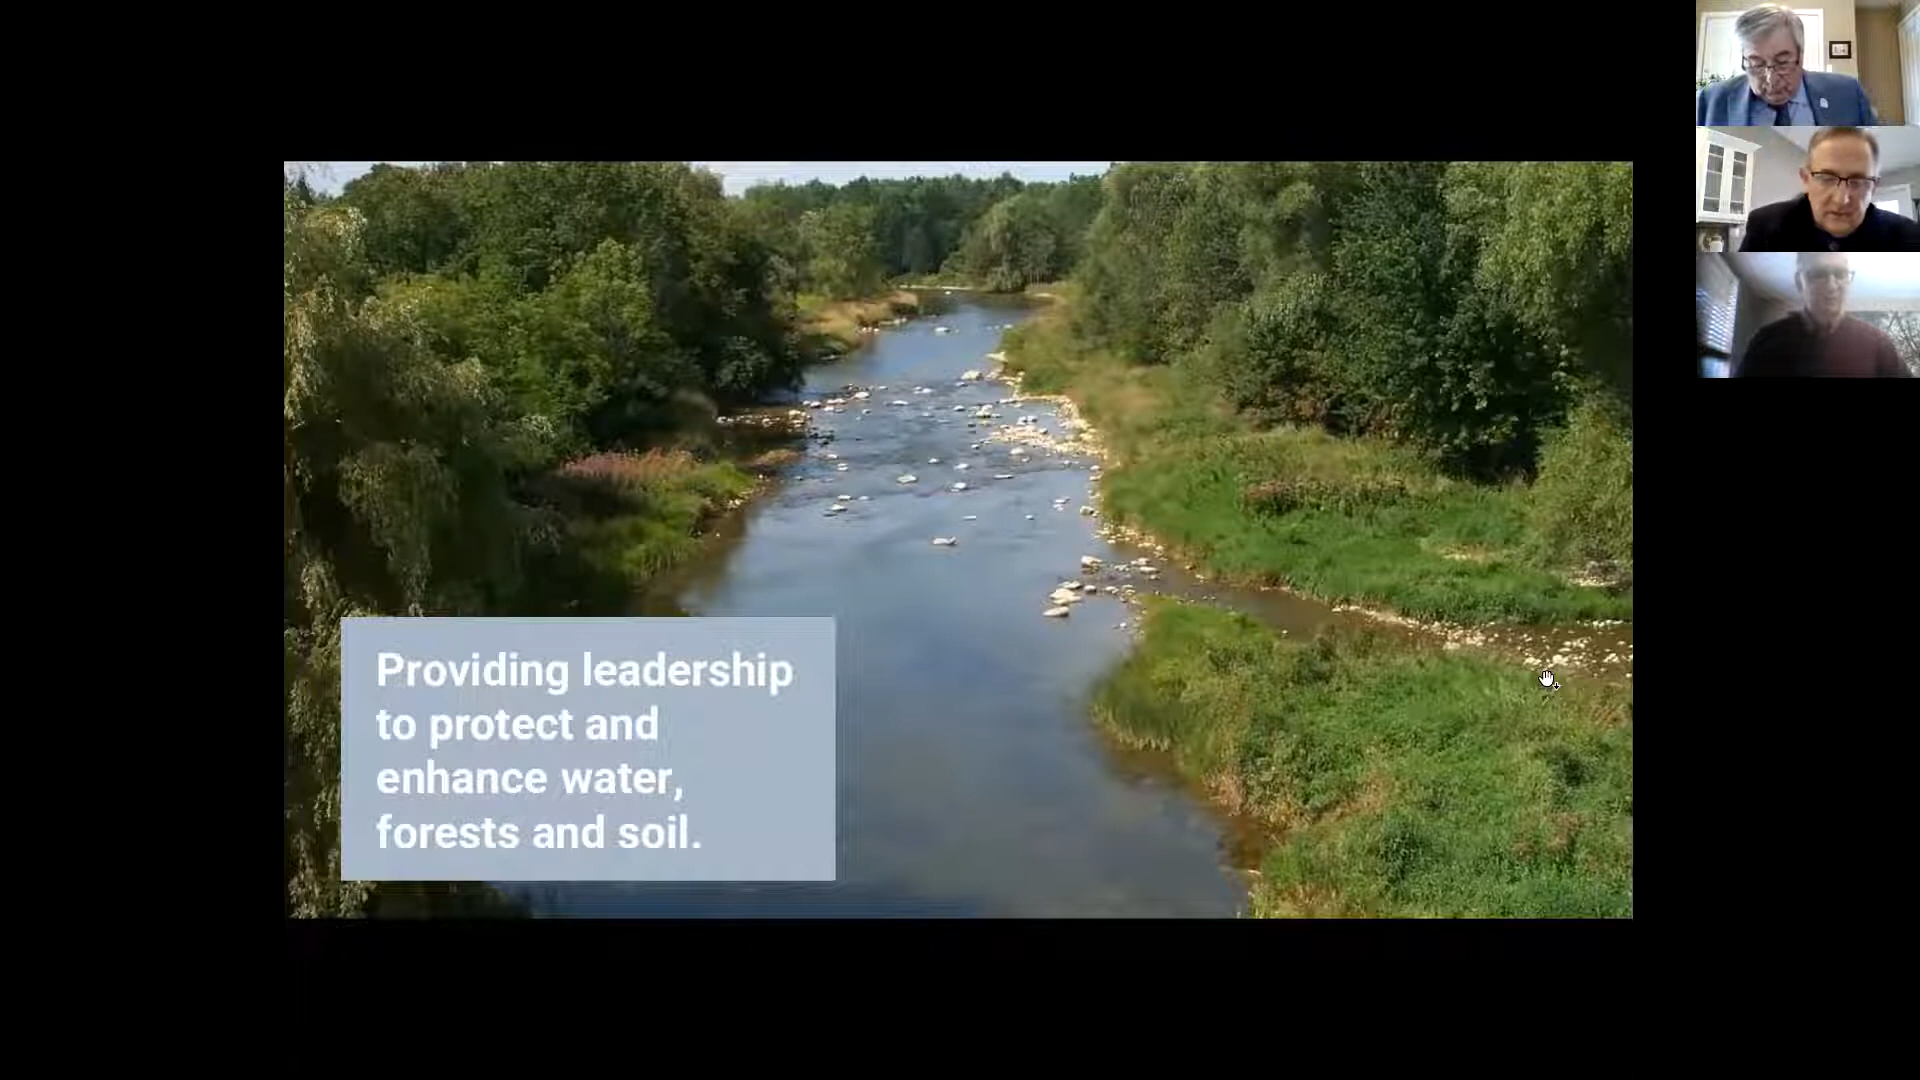 Providing leadership
to protect and
enhance water,
forests and soil.